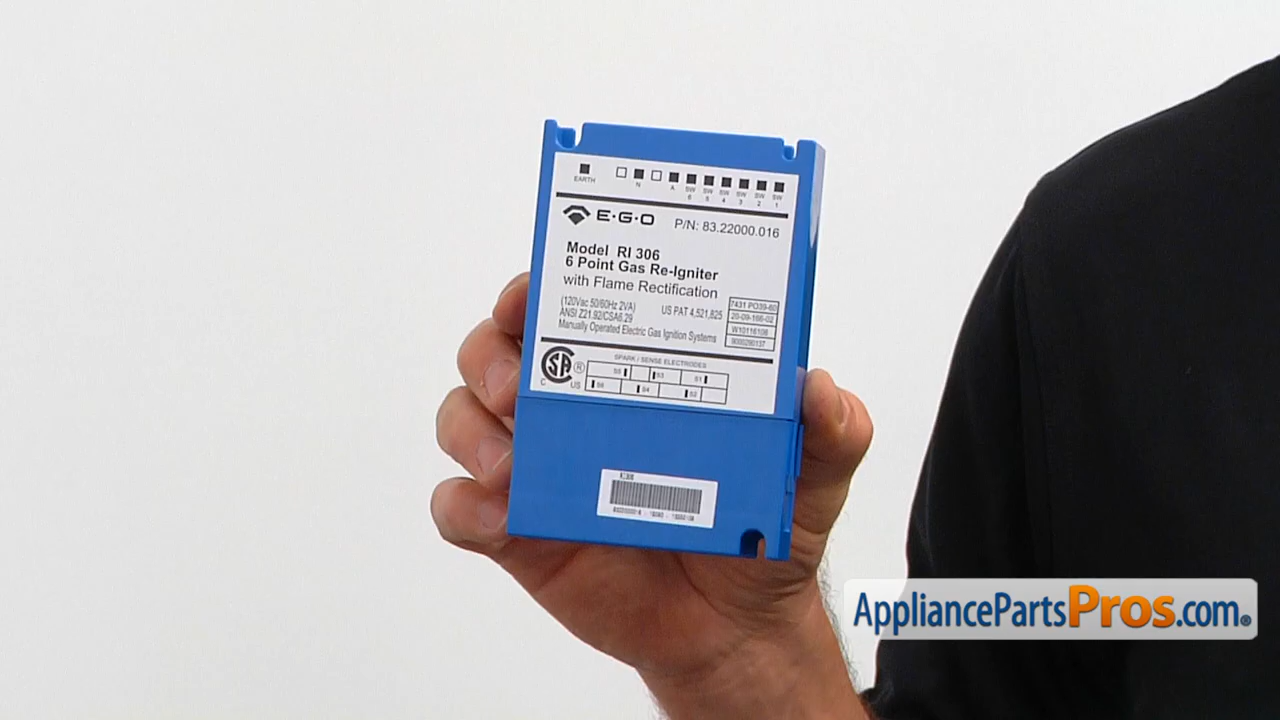 EARTH N A SW 6 SW 5 SW 4 SW 3 SW 2 SW 1
E·G·O P/N: 83.22000.016
Model RI 306
6 Point Gas Re-Igniter
with Flame Rectification
(120Vac 50/60Hz 2VA) US PAT 4,521,825
ANSI Z21.92/CSA6.29
Manually Operated Electric Gas Ignition Systems
7431 PO39-60
20-09-166-02
W10116108
SPARK / SENSE ELECTRODES
C SA ® US
S5 S3 S1
S6 S4 S2
AppliancePartsPros.com®